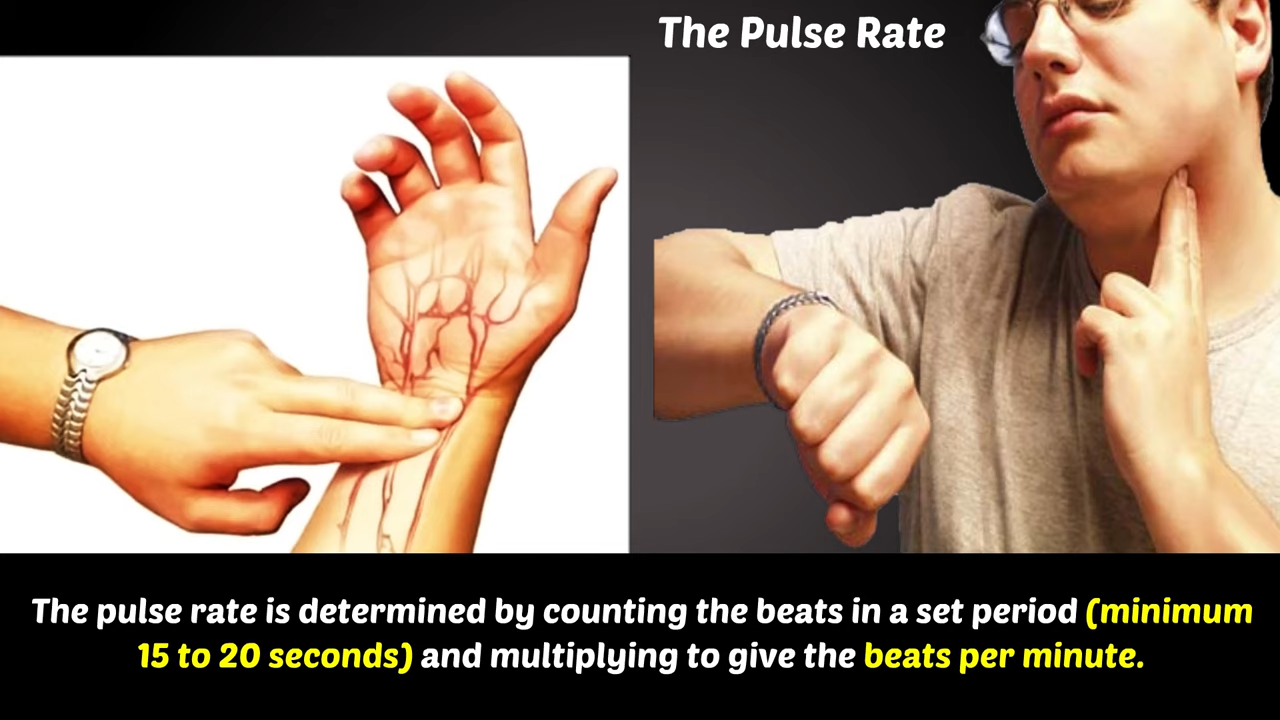 The Pulse Rate
The pulse rate is determined by counting the beats in a set period (minimum
15 to 20 seconds) and multiplying to give the beats per minute.